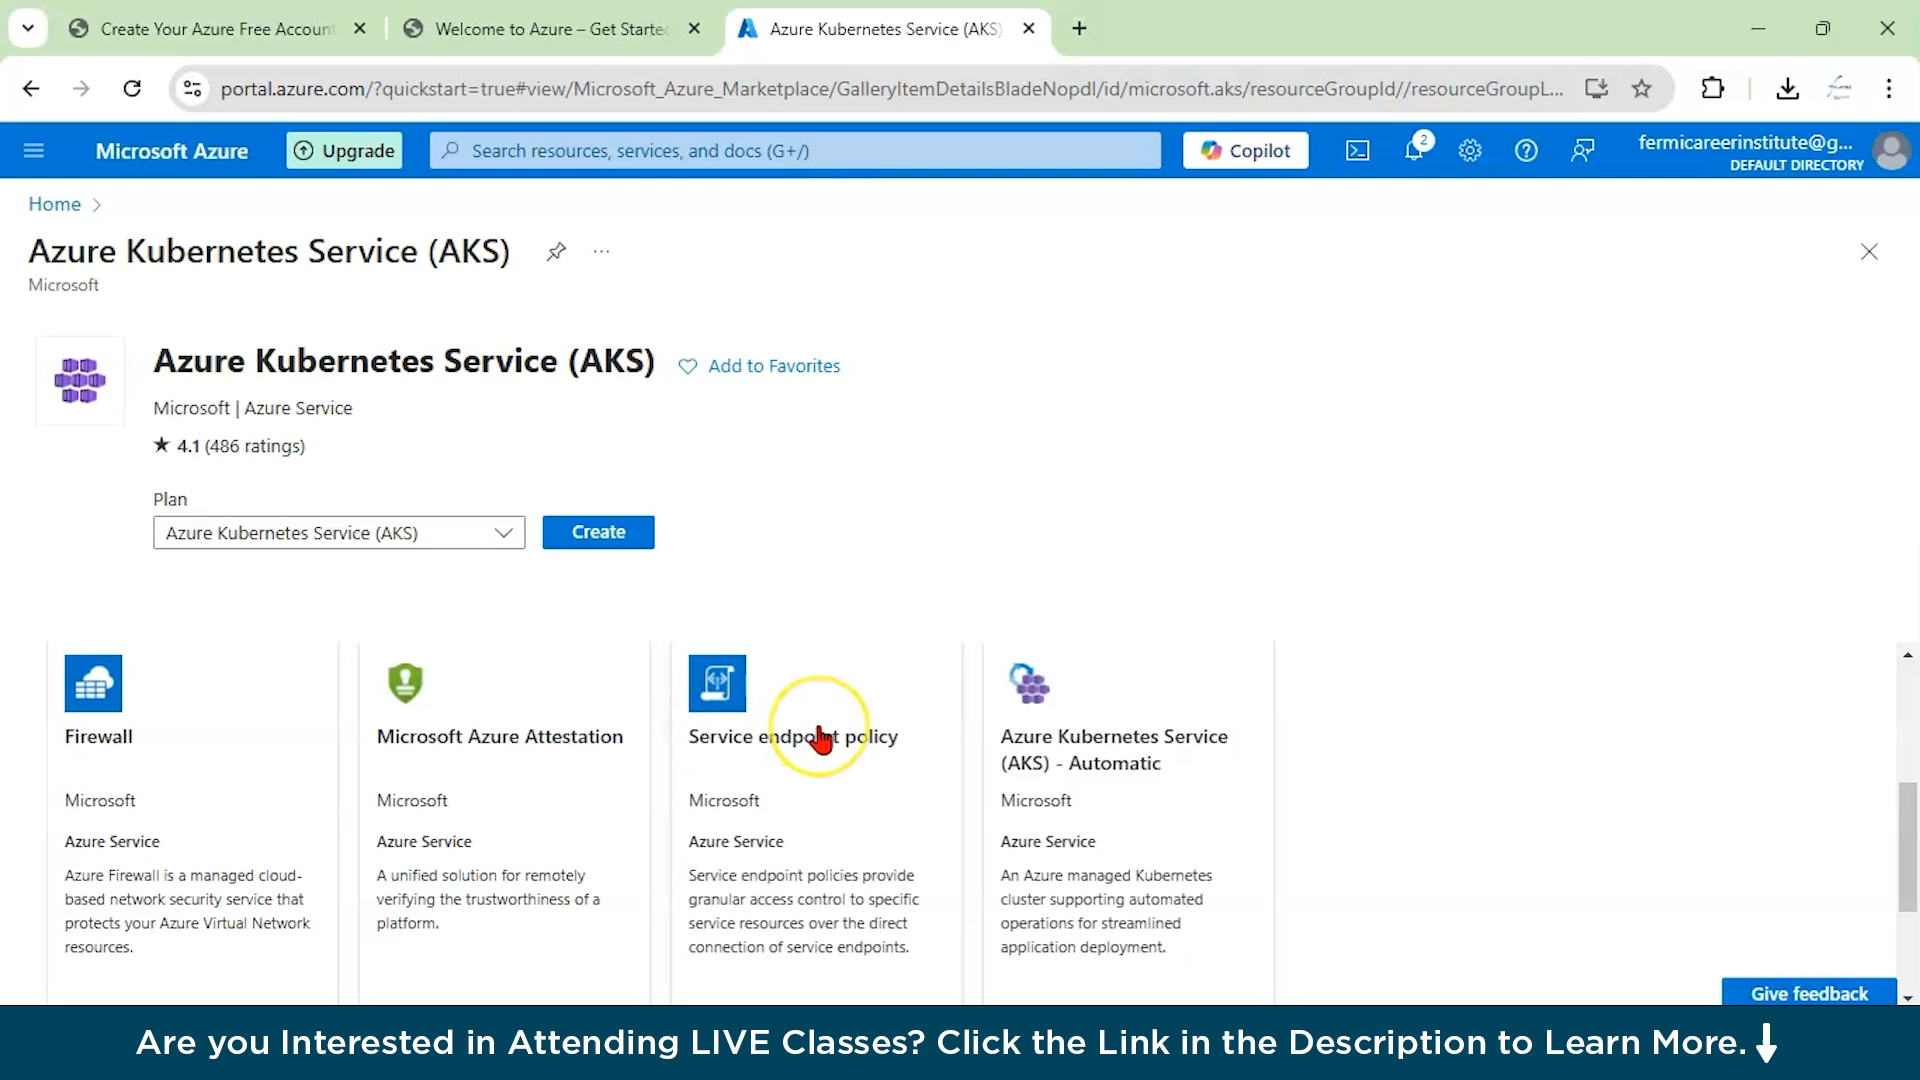 Create Your Azure Free Accoun
Welcome to Azure – Get Starte
Azure Kubernetes Service (AKS)
portal.azure.com/?quickstart=true#view/Microsoft_Azure_Marketplace/GalleryItemDetailsBladeNopdl/id/microsoft.aks/resourceGroupId//resourceGroupL...
Microsoft Azure
Upgrade
Search resources, services, and docs (G+/)
Copilot
2
fermicareerinstitute@g...
DEFAULT DIRECTORY
Home
Azure Kubernetes Service (AKS)
Microsoft
Azure Kubernetes Service (AKS)
Add to Favorites
Microsoft | Azure Service
★ 4.1 (486 ratings)
Plan
Azure Kubernetes Service (AKS)
Create
Firewall
Microsoft
Azure Service
Azure Firewall is a managed cloud-
based network security service that
protects your Azure Virtual Network
resources.
Microsoft Azure Attestation
Microsoft
Azure Service
A unified solution for remotely
verifying the trustworthiness of a
platform.
Service endpoint policy
Microsoft
Azure Service
Service endpoint policies provide
granular access control to specific
service resources over the direct
connection of service endpoints.
Azure Kubernetes Service
(AKS) - Automatic
Microsoft
Azure Service
An Azure managed Kubernetes
cluster supporting automated
operations for streamlined
application deployment.
Give feedback
Are you Interested in Attending LIVE Classes? Click the Link in the Description to Learn More.